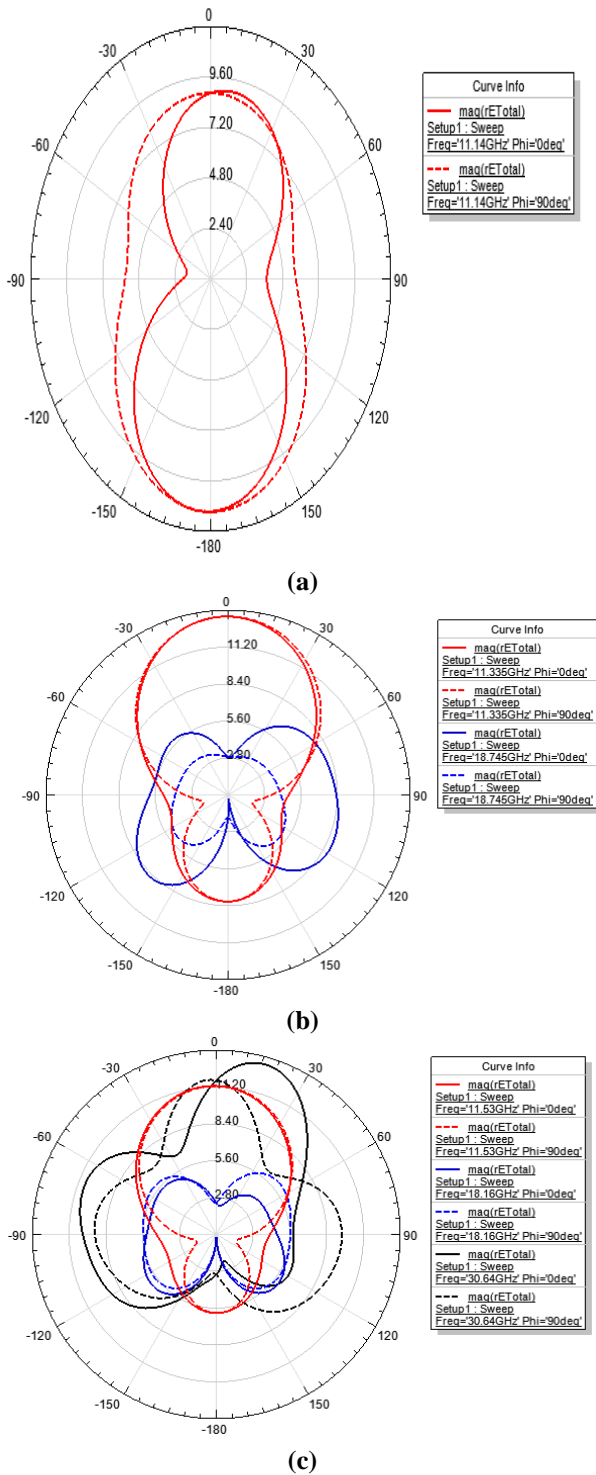 0
-30
30
9.60
7.20
-60
60
4.80
2.40
-90
90
-120
120
-150
150
-180
Curve Info
mag(rETotal)
Setup1 : Sweep
Freq='11.14GHz' Phi='0deg'
mag(rETotal)
Setup1 : Sweep
Freq='11.14GHz' Phi='90deg'
(a)
0
-30
30
11.20
8.40
-60
60
5.60
2.80
-90
90
-120
120
-150
150
-180
Curve Info
mag(rETotal)
Setup1 : Sweep
Freq='11.335GHz' Phi='0deg'
mag(rETotal)
Setup1 : Sweep
Freq='11.335GHz' Phi='90deg'
mag(rETotal)
Setup1 : Sweep
Freq='18.745GHz' Phi='0deg'
mag(rETotal)
Setup1 : Sweep
Freq='18.745GHz' Phi='90deg'
(b)
0
-30
30
11.20
8.40
-60
60
5.60
2.80
-90
90
-120
120
-150
150
-180
Curve Info
mag(rETotal)
Setup1 : Sweep
Freq='11.53GHz' Phi='0deg'
mag(rETotal)
Setup1 : Sweep
Freq='11.53GHz' Phi='90deg'
mag(rETotal)
Setup1 : Sweep
Freq='18.16GHz' Phi='0deg'
mag(rETotal)
Setup1 : Sweep
Freq='18.16GHz' Phi='90deg'
mag(rETotal)
Setup1 : Sweep
Freq='30.64GHz' Phi='0deg'
mag(rETotal)
Setup1 : Sweep
Freq='30.64GHz' Phi='90deg'
(c)